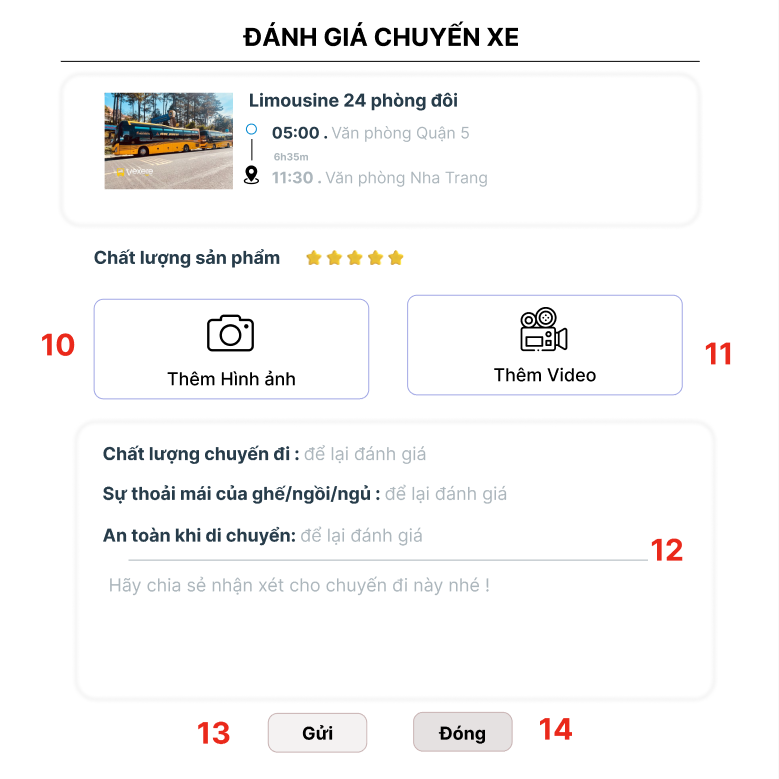 ĐÁNH GIÁ CHUYẾN XE
Limousine 24 phòng đôi
05:00 . Văn phòng Quận 5
6h35m
11:30 . Văn phòng Nha Trang
vexere
Chất lượng sản phẩm
10
Thêm Hình ảnh
Thêm Video
11
Chất lượng chuyến đi : để lại đánh giá
Sự thoải mái của ghế/ngồi/ngủ : để lại đánh giá
An toàn khi di chuyển: để lại đánh giá
12
Hãy chia sẻ nhận xét cho chuyến đi này nhé !
13
Gửi
Đóng
14